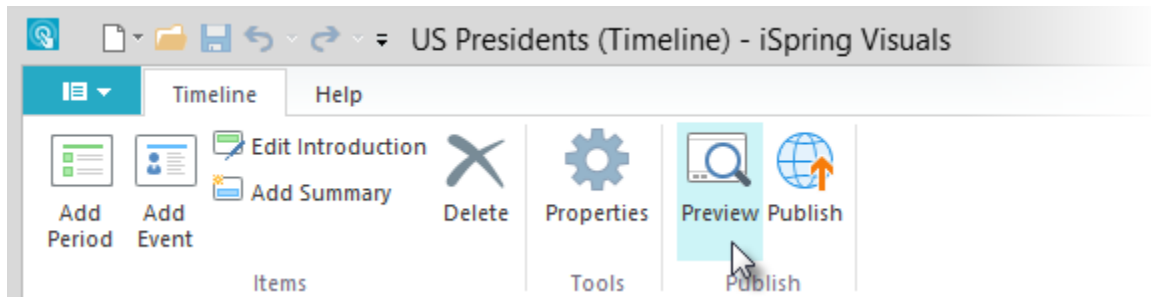 US Presidents (Timeline) - iSpring Visuals
Timeline Help
Edit Introduction
Add Summary
Add Period
Add Event
Delete
Properties
Preview
Publish
Items
Tools
Publish